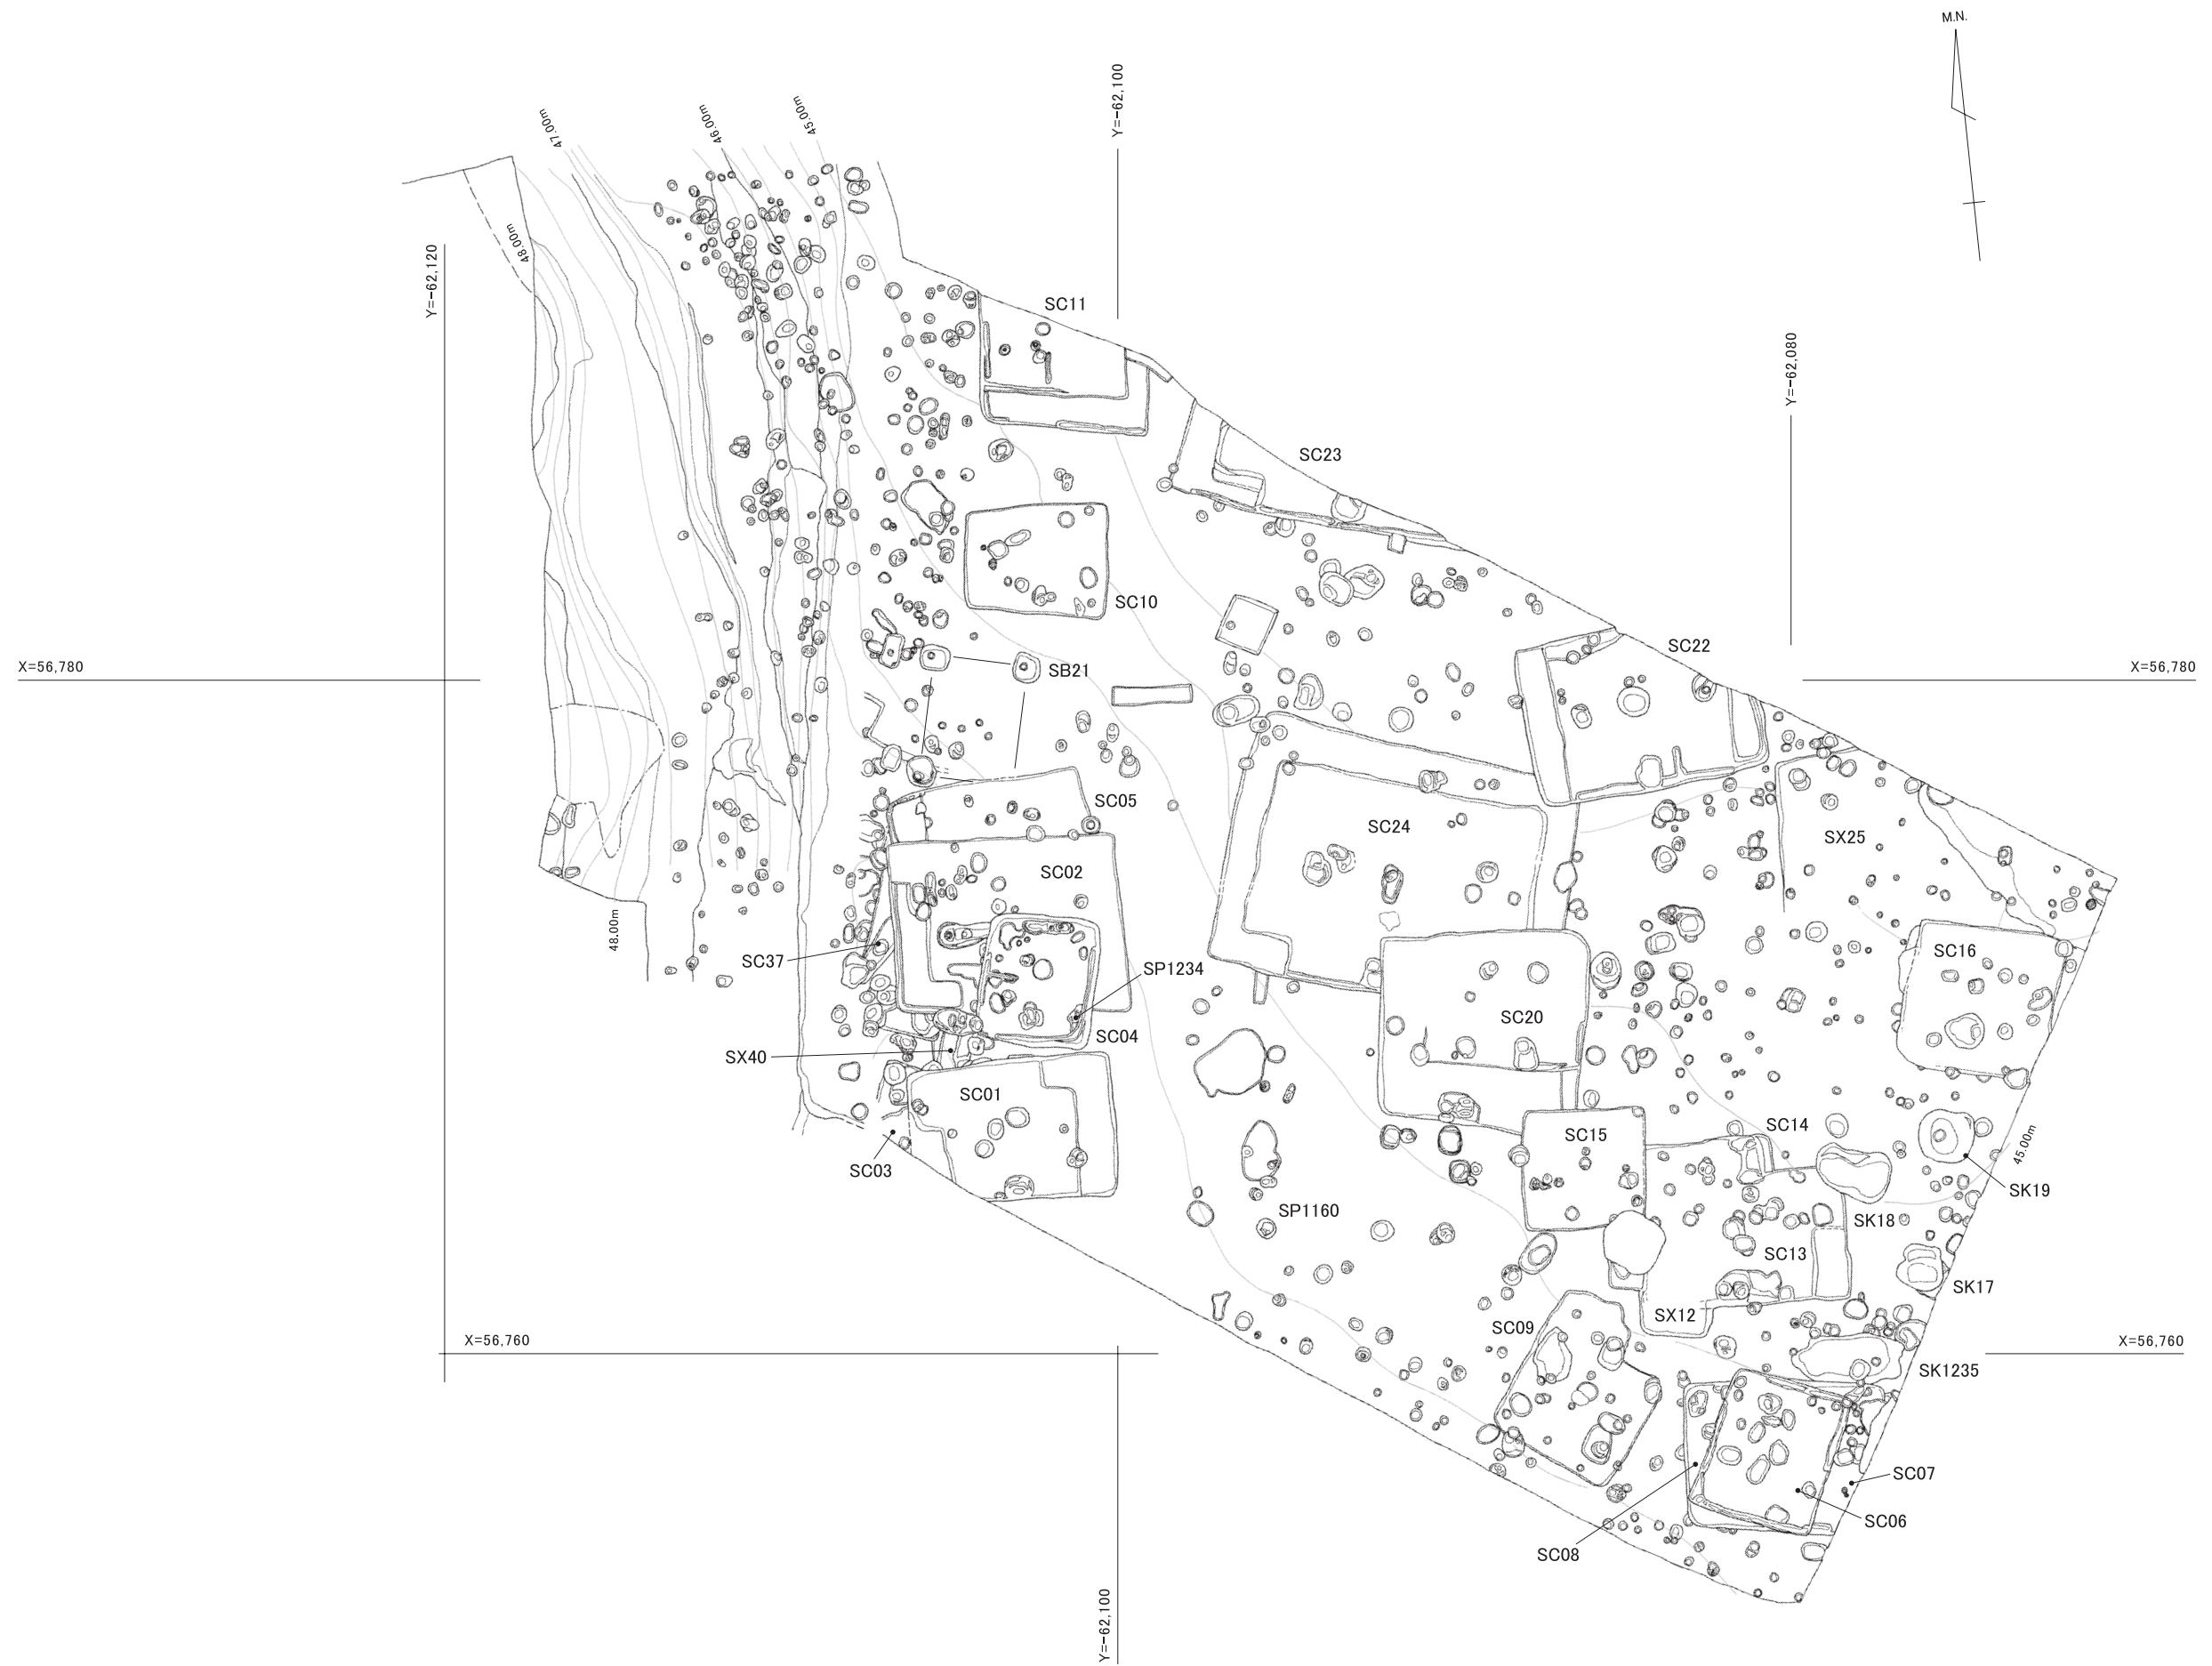 M.N.
Y=-62,100
45.00m
46.00m
47.00m
48.00m
Y=-62,120
SC11
Y=-62,080
SC23
SC10
SC22
X=56,780
X=56,780
SB21
SC05
SC24
SX25
SC02
48.00m
SC37
SP1234
SC16
SC20
SC04
SX40
SC01
SC14
SC15
45.00m
SC03
SK19
SP1160
SK18
SC13
SK17
SX12
SC09
X=56,760
X=56,760
SK1235
SC07
SC06
SC08
Y=-62,100